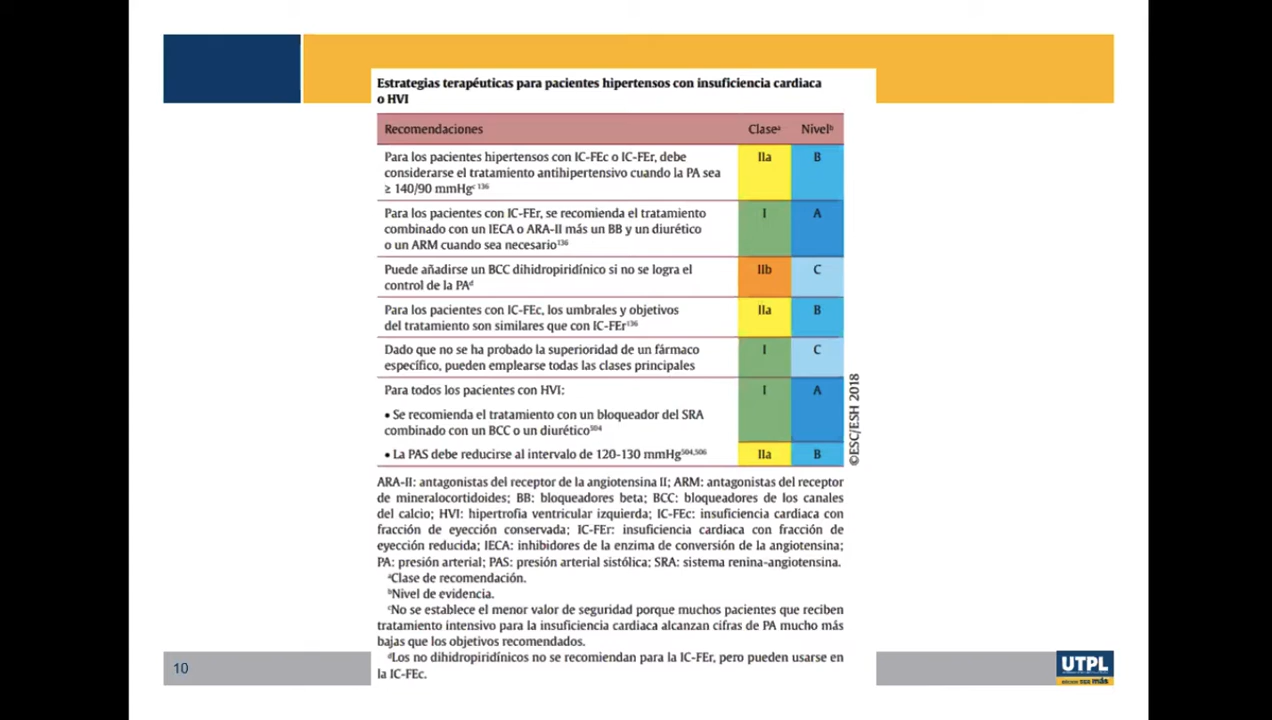 Estrategias terapéuticas para pacientes hipertensos con insuficiencia cardiaca
o HVI
Recomendaciones Claseᵃ Nivelᵇ
Para los pacientes hipertensos con IC-FEc o IC-FEr, debe
considerarse el tratamiento antihipertensivo cuando la PA sea
≥ 140/90 mmHgᶜ ¹³⁶
IIa B
Para los pacientes con IC-FEr, se recomienda el tratamiento
combinado con un IECA o ARA-II más un BB y un diurético
o un ARM cuando sea necesario¹³⁶
I A
Puede añadirse un BCC dihidropiridínico si no se logra el
control de la PAᵈ
IIb C
Para los pacientes con IC-FEc, los umbrales y objetivos
del tratamiento son similares que con IC-FEr¹³⁶
IIa B
Dado que no se ha probado la superioridad de un fármaco
específico, pueden emplearse todas las clases principales
I C
Para todos los pacientes con HVI:
• Se recomienda el tratamiento con un bloqueador del SRA
combinado con un BCC o un diurético⁵⁰⁴
I A
• La PAS debe reducirse al intervalo de 120-130 mmHg⁵⁰⁴,⁵⁰⁶
IIa B
©ESC/ESH 2018
ARA-II: antagonistas del receptor de la angiotensina II; ARM: antagonistas del receptor
de mineralocortidoides; BB: bloqueadores beta; BCC: bloqueadores de los canales
del calcio; HVI: hipertrofia ventricular izquierda; IC-FEc: insuficiencia cardiaca con
fracción de eyección conservada; IC-FEr: insuficiencia cardiaca con fracción de
eyección reducida; IECA: inhibidores de la enzima de conversión de la angiotensina;
PA: presión arterial; PAS: presión arterial sistólica; SRA: sistema renina-angiotensina.
ᵃClase de recomendación.
ᵇNivel de evidencia.
ᶜNo se establece el menor valor de seguridad porque muchos pacientes que reciben
tratamiento intensivo para la insuficiencia cardiaca alcanzan cifras de PA mucho más
bajas que los objetivos recomendados.
ᵈLos no dihidropiridínicos no se recomiendan para la IC-FEr, pero pueden usarse en
la IC-FEc.
10
UTPL
más